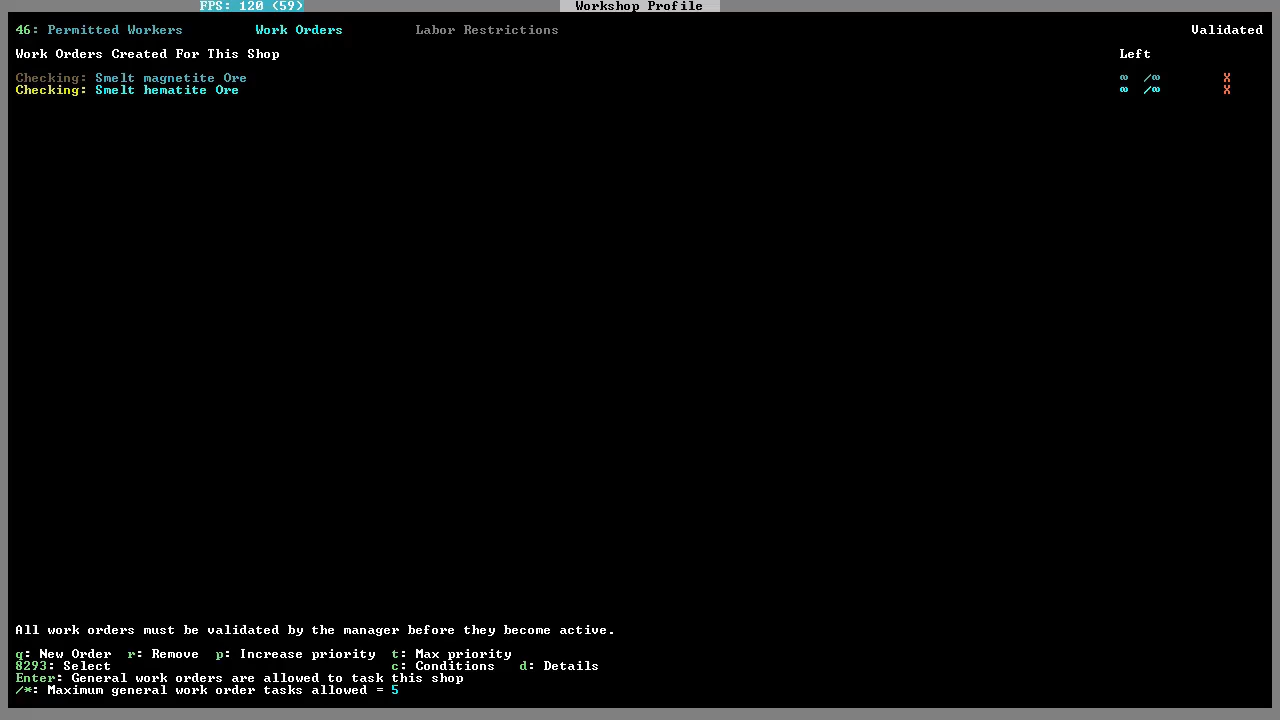 FPS: 120 (59) Workshop Profile
46: Permitted Workers Work Orders Labor Restrictions Validated
Work Orders Created For This Shop Left
Checking: Smelt magnetite Ore ∞ /∞ X
Checking: Smelt hematite Ore ∞ /∞ X
All work orders must be validated by the manager before they become active.
q: New Order r: Remove p: Increase priority t: Max priority
8293: Select c: Conditions d: Details
Enter: General work orders are allowed to task this shop
/*: Maximum general work order tasks allowed = 5